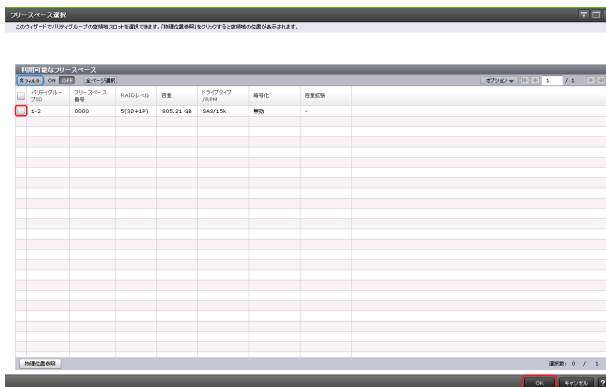 フリースペース選択
このウィザードでパリティグループの空領域スロットを選択できます。「物理位置参照」をクリックすると空領域の位置が表示されます。
利用可能なフリースペース
フィルタ ON OFF 全ページ選択 オプション 1 / 1
パリティグループID フリースペース番号 RAIDレベル 容量 ドライブタイプ/RPM 暗号化 容量拡張
1-2 0000 5(3D+1P) 805.21 GB SAS/15k 無効 -
物理位置参照 選択数: 0 / 1
OK キャンセル ?